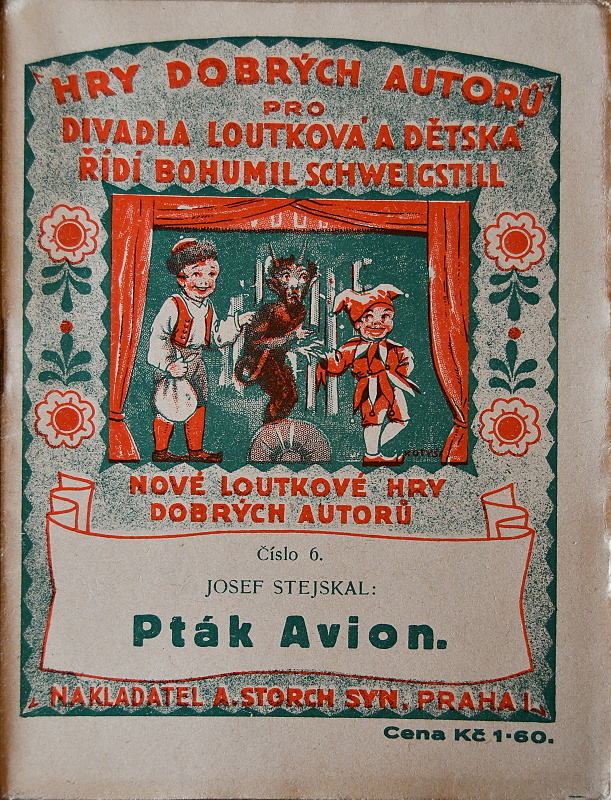 HRY DOBRÝCH AUTORŮ
PRO
DIVADLA LOUTKOVÁ A DĚTSKÁ
ŘÍDÍ BOHUMIL SCHWEIGSTILL
NOVÉ LOUTKOVÉ HRY
DOBRÝCH AUTORŮ
Číslo 6.
JOSEF STEJSKAL:
Pták Avion.
NAKLADATEL A. STORCH SYN. PRAHA I.
Cena Kč 1·60.